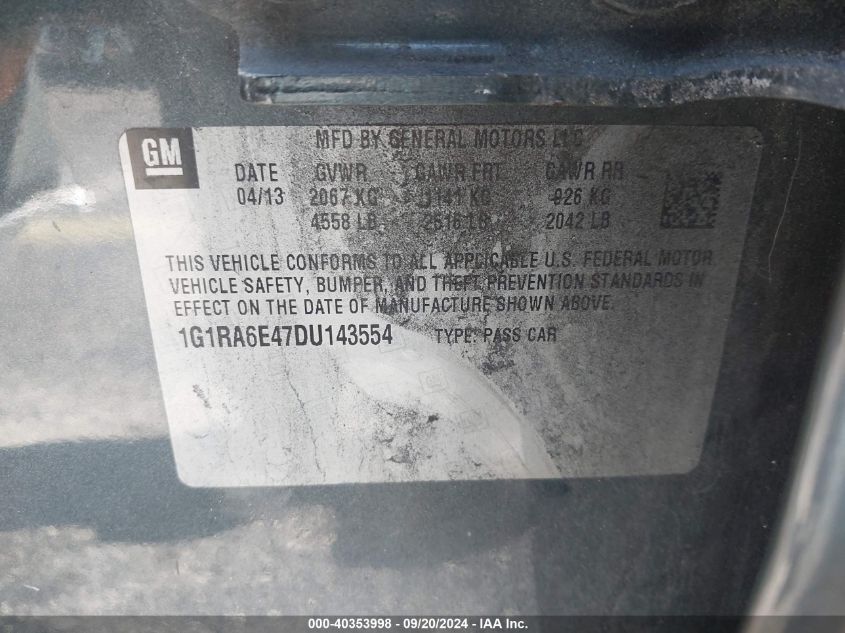 GM
MFD BY GENERAL MOTORS LLC
DATE GVWR GAWR FRT GAWR RR
04/13 2067 KG 1141 KG 926 KG
4558 LB 2516 LB 2042 LB
THIS VEHICLE CONFORMS TO ALL APPLICABLE U.S. FEDERAL MOTOR
VEHICLE SAFETY, BUMPER, AND THEFT PREVENTION STANDARDS IN
EFFECT ON THE DATE OF MANUFACTURE SHOWN ABOVE.
1G1RA6E47DU143554 TYPE: PASS CAR
000-40353998 - 09/20/2024 - IAA Inc.